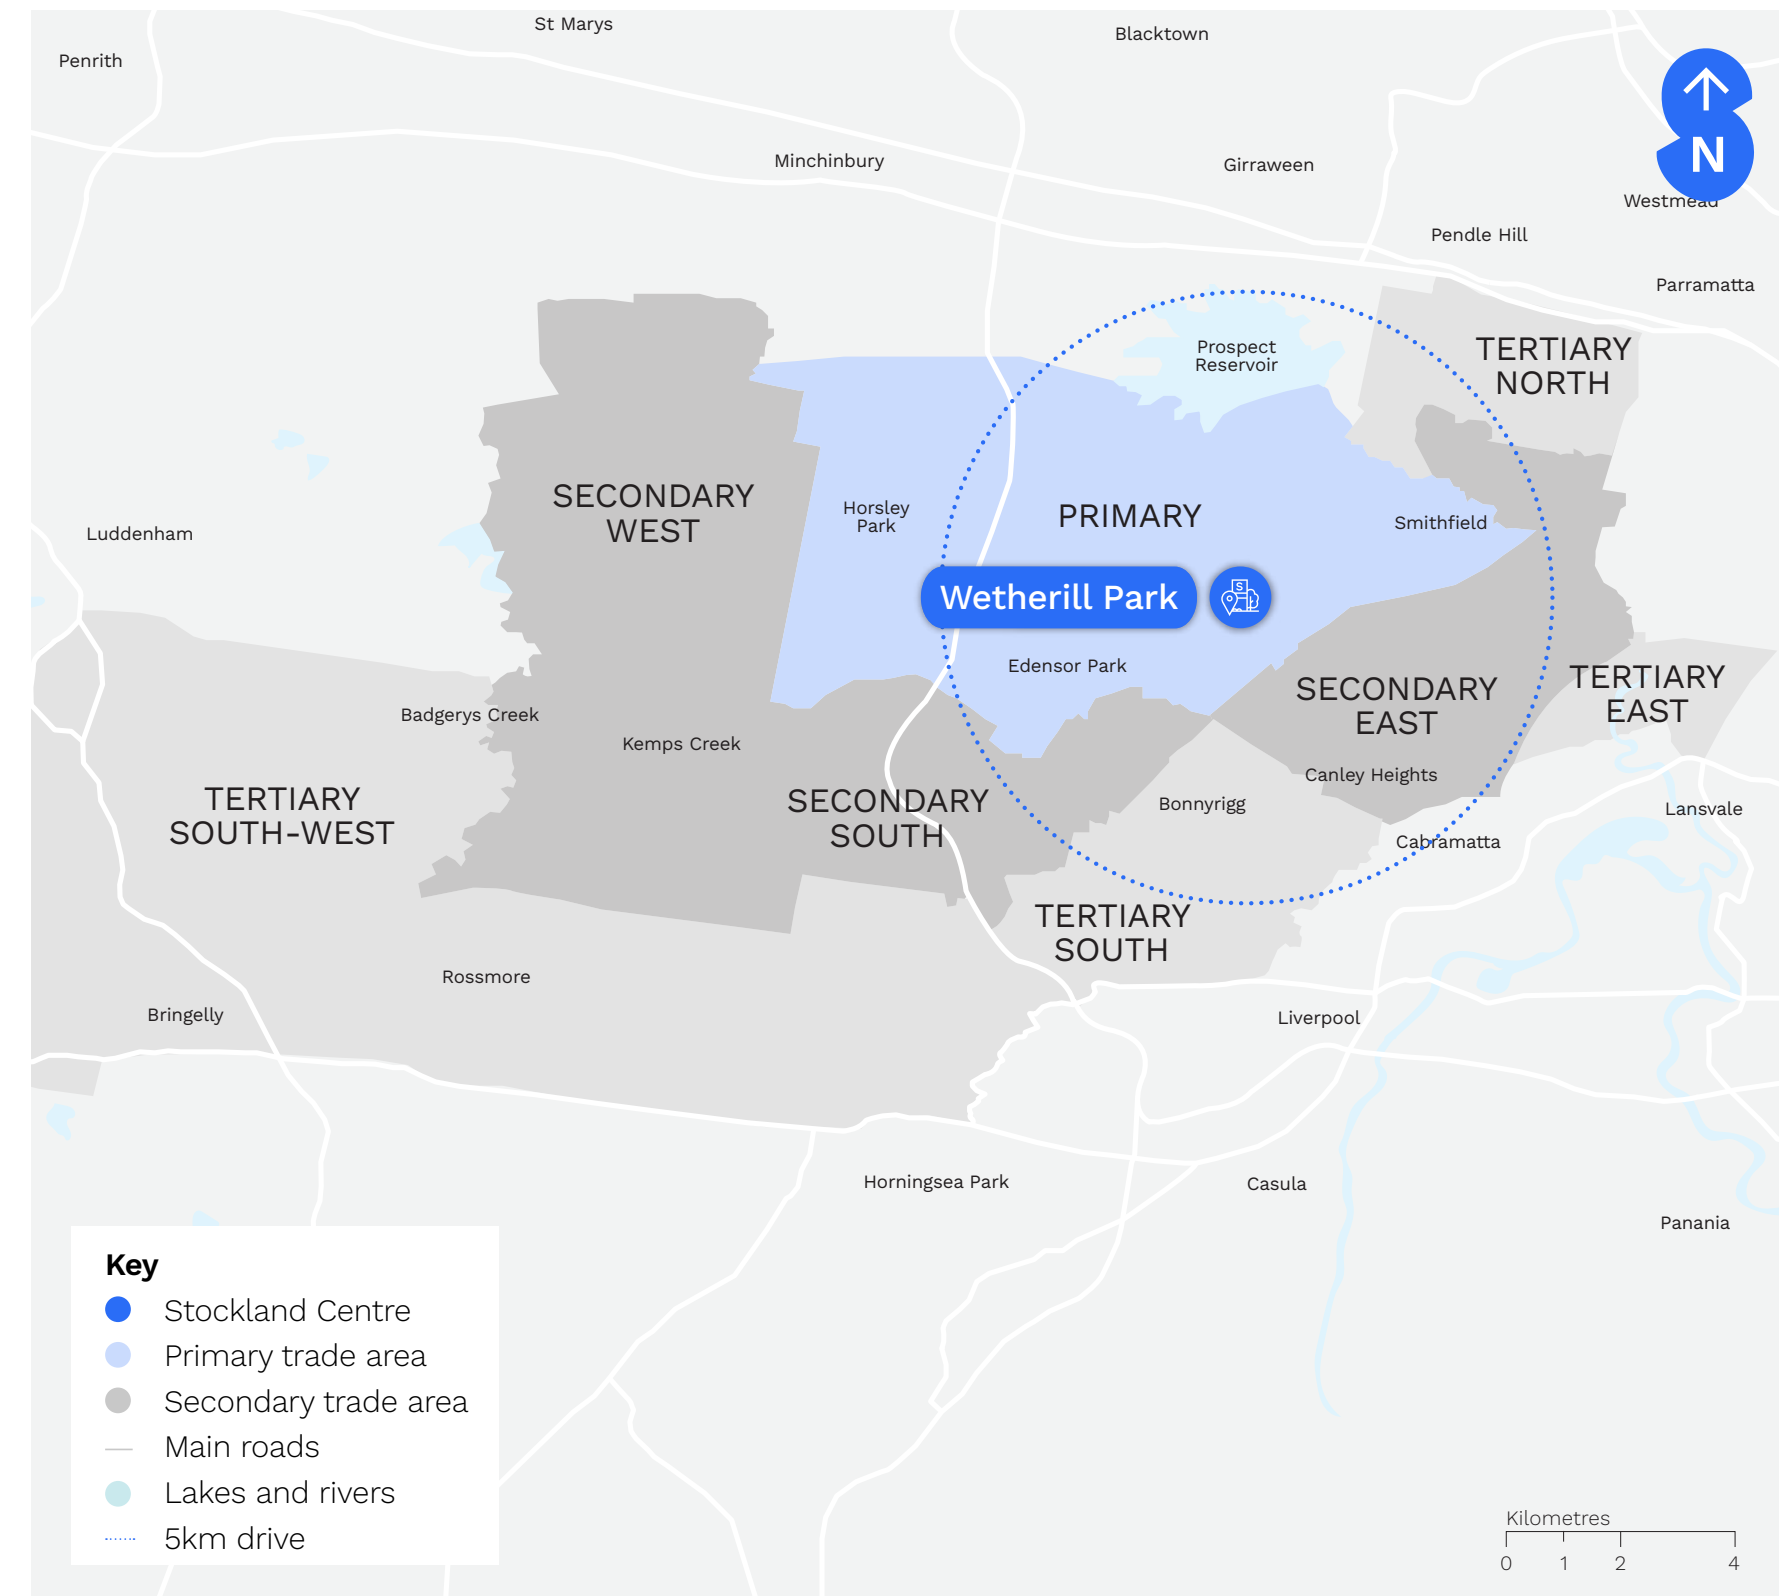 St Marys
Blacktown
Penrith
N
Minchinbury
Girraween
Westmead
Pendle Hill
Parramatta
Prospect
Reservoir
TERTIARY
NORTH
SECONDARY
WEST
Horsley
Park
PRIMARY
Smithfield
Luddenham
Wetherill Park
S
Edensor Park
SECONDARY
EAST
TERTIARY
EAST
Badgerys Creek
Kemps Creek
Canley Heights
TERTIARY
SOUTH-WEST
SECONDARY
SOUTH
Bonnyrigg
Lansvale
Cabramatta
TERTIARY
SOUTH
Rossmore
Bringelly
Liverpool
Horningsea Park
Casula
Panania
Key
Stockland Centre
Primary trade area
Secondary trade area
Main roads
Lakes and rivers
5km drive
Kilometres
0 1 2 4